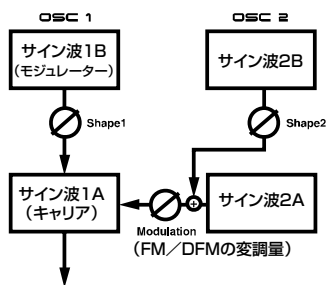 OSC 1
OSC 2
サイン波1B
(モジュレーター)
サイン波2B
Shape1
Shape2
サイン波1A
(キャリア)
サイン波2A
Modulation
(FM／DFMの変調量)